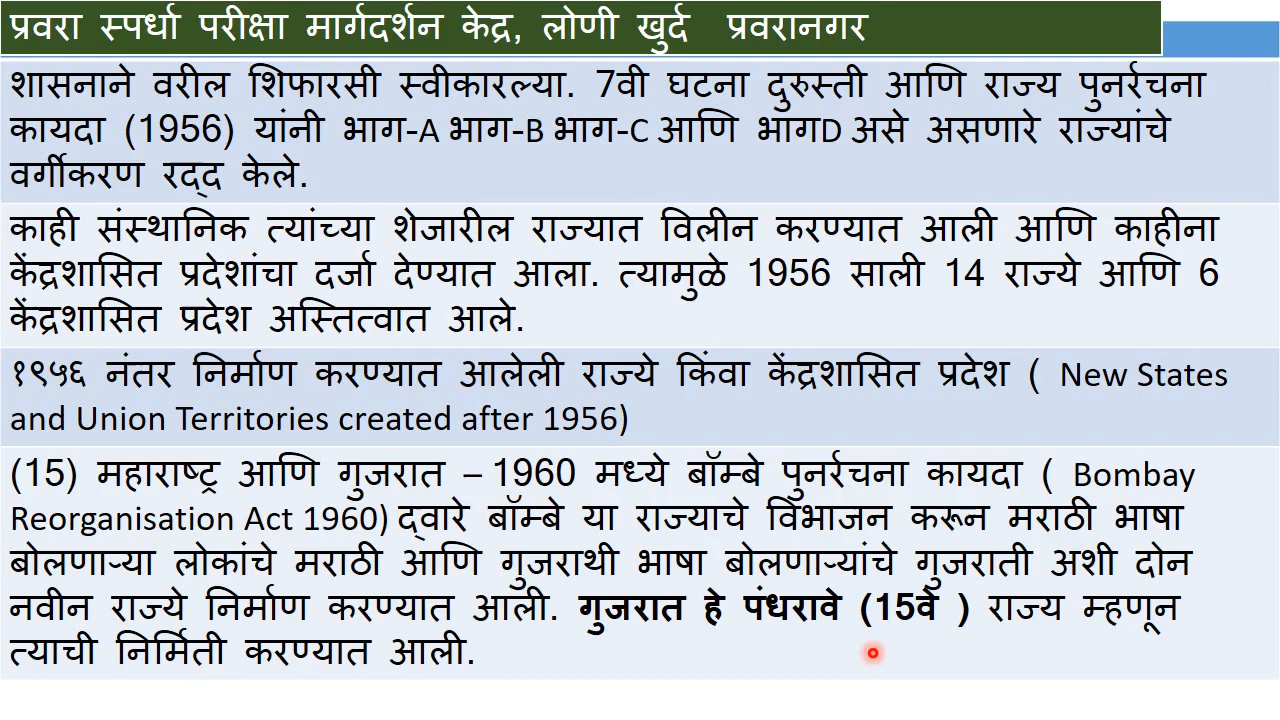 प्रवरा स्पर्धा परीक्षा मार्गदर्शन केद्र, लोणी खुर्द प्रवरानगर
शासनाने वरील शिफारसी स्वीकारल्या. 7वी घटना दुरुस्ती आणि राज्य पुनर्रचना
कायदा (1956) यांनी भाग-A भाग-B भाग-C आणि भागD असे असणारे राज्यांचे
वर्गीकरण रद्द केले.
काही संस्थानिक त्यांच्या शेजारील राज्यात विलीन करण्यात आली आणि काहीना
केंद्रशासित प्रदेशांचा दर्जा देण्यात आला. त्यामुळे 1956 साली 14 राज्ये आणि 6
केंद्रशासित प्रदेश अस्तित्वात आले.
१९५६ नंतर निर्माण करण्यात आलेली राज्ये किंवा केंद्रशासित प्रदेश ( New States
and Union Territories created after 1956)
(15) महाराष्ट्र आणि गुजरात – 1960 मध्ये बॉम्बे पुनर्रचना कायदा ( Bombay
Reorganisation Act 1960) द्वारे बॉम्बे या राज्याचे विभाजन करून मराठी भाषा
बोलणाऱ्या लोकांचे मराठी आणि गुजराथी भाषा बोलणाऱ्यांचे गुजराती अशी दोन
नवीन राज्ये निर्माण करण्यात आली. गुजरात हे पंधरावे (15वे ) राज्य म्हणून
त्याची निर्मिती करण्यात आली.